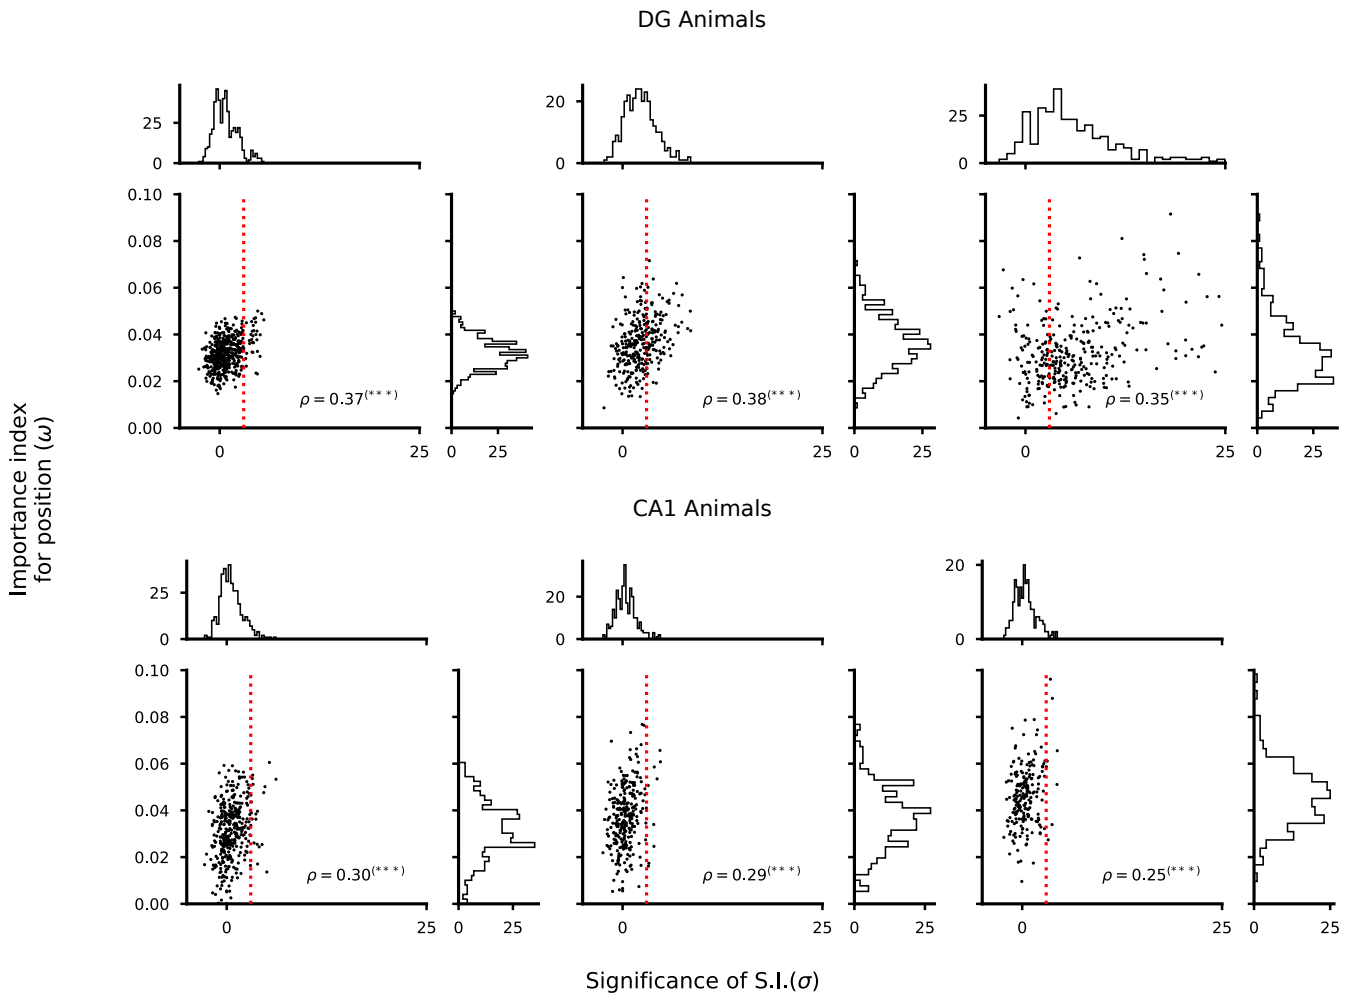 DG Animals
25
0
20
0
25
0
0.10
0.08
0.06
0.04
0.02
0.00
ρ = 0.37(***)
ρ = 0.38(***)
ρ = 0.35(***)
0 25 0 25 0 25 0 25 0 25 0 25
Importance index
for position (ω)
CA1 Animals
25
0
20
0
20
0
0.10
0.08
0.06
0.04
0.02
0.00
ρ = 0.30(***)
ρ = 0.29(***)
ρ = 0.25(***)
0 25 0 25 0 25 0 25 0 25 0 25
Significance of S.I.(σ)